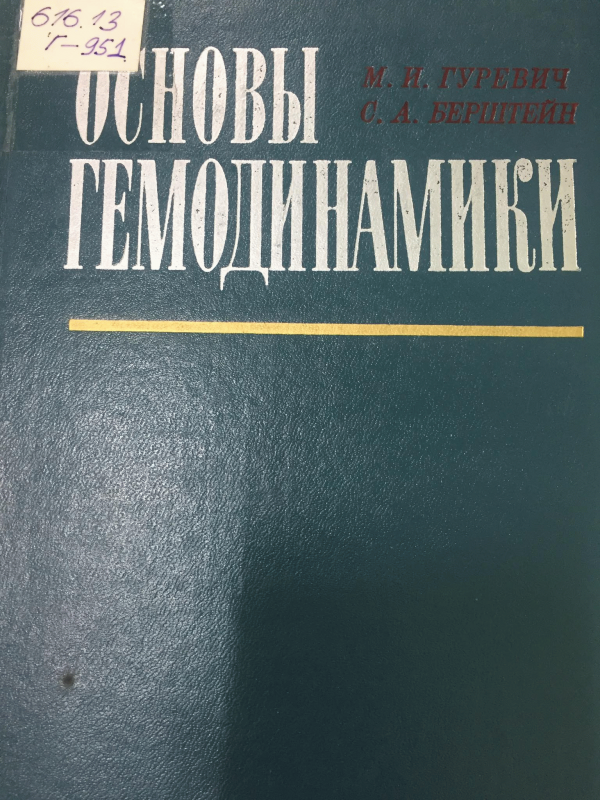 616.13
Г-951
ОСНОВЫ
М. И. ГУРЕВИЧ
С. А. БЕРШТЕЙН
ГЕМОДИНАМИКИ